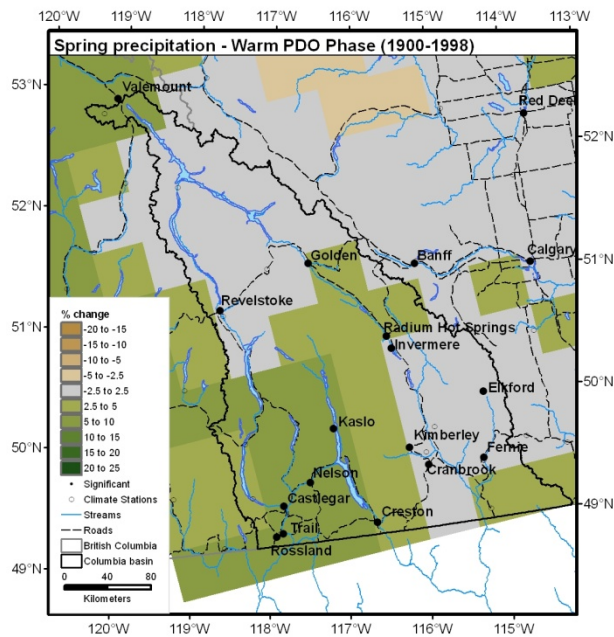 120°W 119°W 118°W 117°W 116°W 115°W 114°W 113°W
Spring precipitation - Warm PDO Phase (1900-1998)
53°N
Valemount
Red Deer
52°N
52°N
Golden
Banff
Calgary
51°N
Revelstoke
51°N
Radium Hot Springs
Invermere
% change
-20 to -15
-15 to -10
-10 to -5
-5 to -2.5
-2.5 to 2.5
2.5 to 5
5 to 10
10 to 15
15 to 20
20 to 25
Significant
Climate Stations
Streams
Roads
British Columbia
Columbia basin
0 40 80
Kilometers
50°N
Elkford
50°N
Kaslo
Kimberley
Fernie
Cranbrook
Nelson
Castlegar
Creston
Trail
Rossland
49°N
49°N
120°W 119°W 118°W 117°W 116°W 115°W 114°W